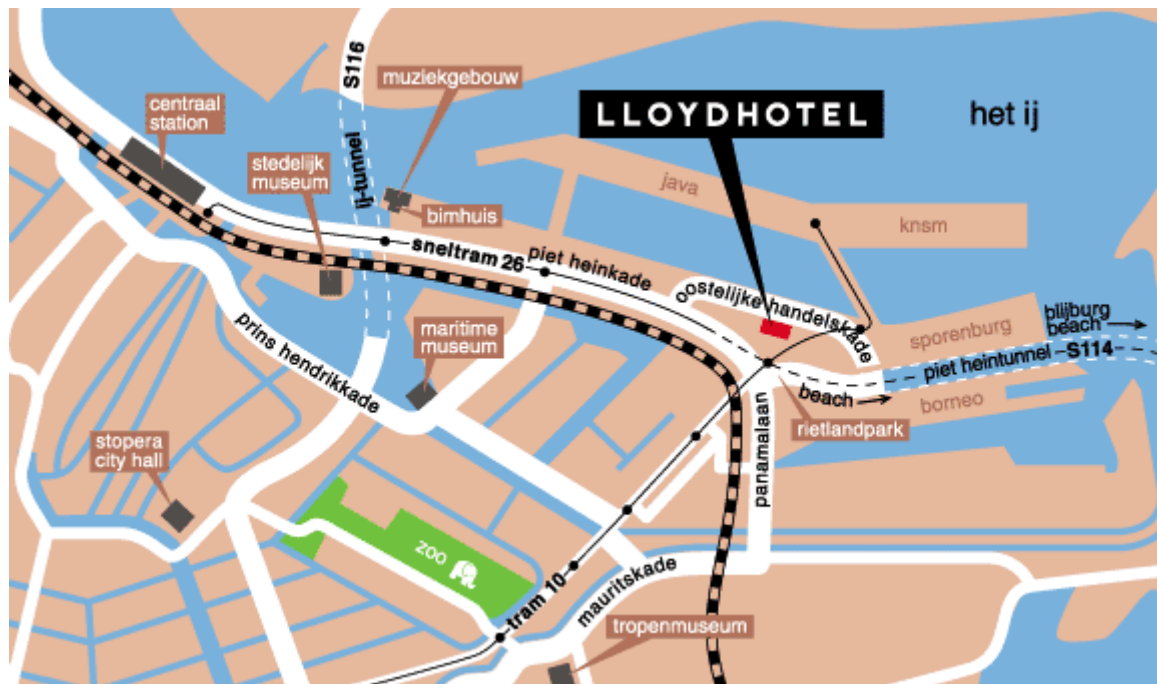 S116
muziekgebouw
centraal
station
LLOYDHOTEL
het ij
stedelijk
museum
ij-tunnel
java
bimhuis
knsm
sneltram 26
piet heinkade
oostelijke handelskade
blijburg
beach
sporenburg
prins hendrikkade
maritime
museum
piet heintunnel
S114
beach
borneo
rietlandpark
panamalaan
stopera
city hall
zoo
tram 10
mauritskade
tropenmuseum